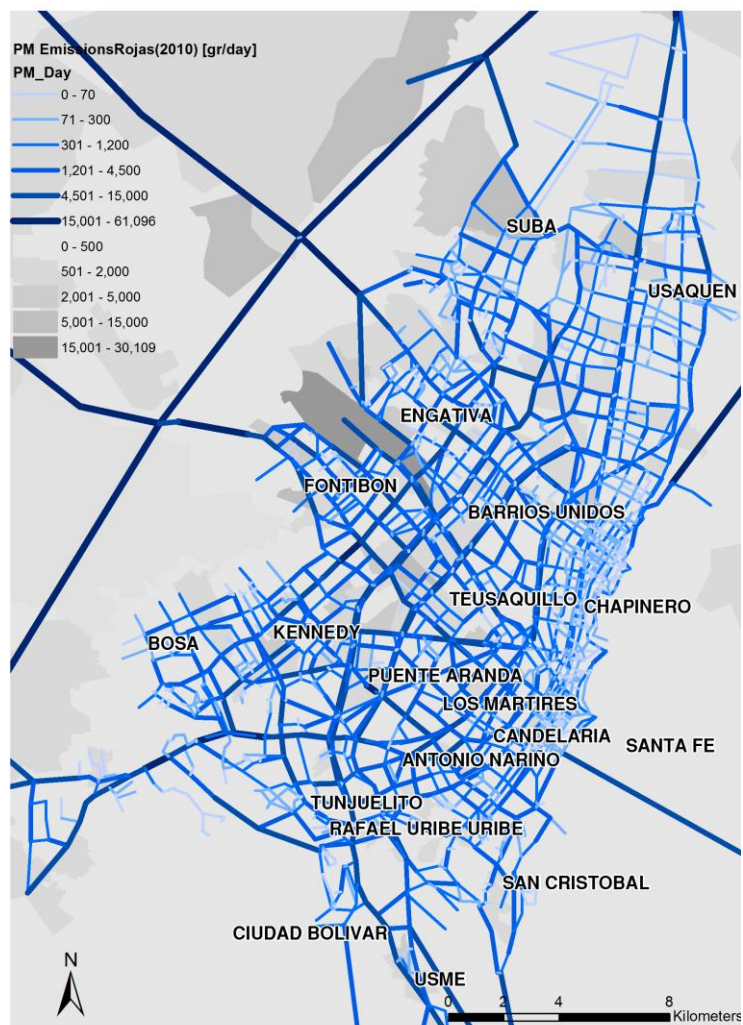 PM EmissionsRojas(2010) [gr/day]
PM_Day
0 - 70
71 - 300
301 - 1,200
1,201 - 4,500
4,501 - 15,000
15,001 - 61,096
0 - 500
501 - 2,000
2,001 - 5,000
5,001 - 15,000
15,001 - 30,109
SUBA
USAQUEN
ENGATIVA
FONTIBON
BARRIOS UNIDOS
TEUSAQUILLO
CHAPINERO
KENNEDY
BOSA
PUENTE ARANDA
LOS MARTIRES
CANDELARIA
SANTA FE
ANTONIO NARIÑO
TUNJUELITO
RAFAEL URIBE URIBE
SAN CRISTOBAL
CIUDAD BOLIVAR
USME
N
0 2 4 8
Kilometers